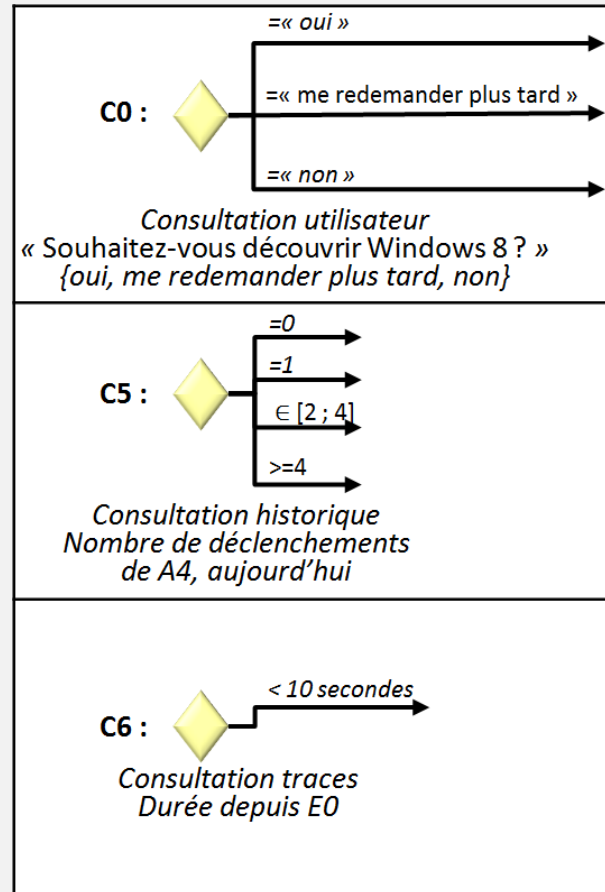 =« oui »
C0 :
=« me redemander plus tard »
=« non »
Consultation utilisateur
« Souhaitez-vous découvrir Windows 8 ? »
{oui, me redemander plus tard, non}
=0
=1
C5 :
∈ [2 ; 4]
>=4
Consultation historique
Nombre de déclenchements
de A4, aujourd’hui
< 10 secondes
C6 :
Consultation traces
Durée depuis E0